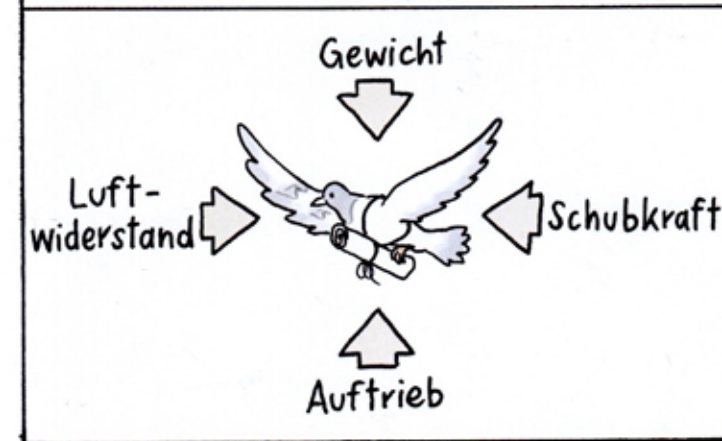 Gewicht
Luft-
widerstand
Schubkraft
Auftrieb